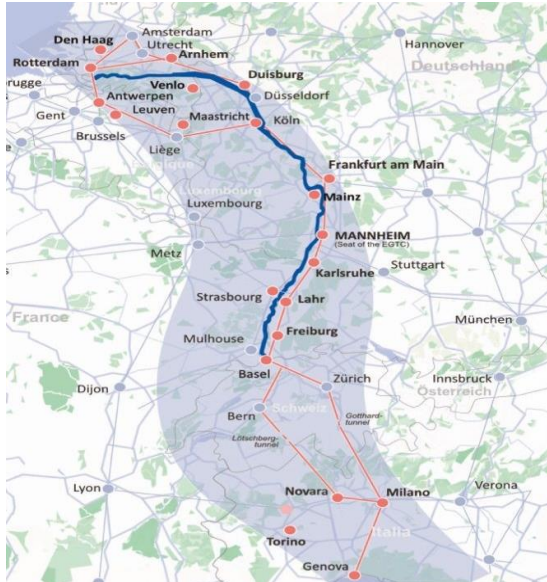 Amsterdam
Den Haag
Utrecht
Hannover
Rotterdam
Arnhem
Deutschland
Duisburg
Venlo
Düsseldorf
Antwerpen
Gent
Leuven
Maastricht
Köln
Brussels
Liège
Frankfurt am Main
Luxembourg
Mainz
Luxembourg
MANNHEIM
(Seat of the EGTC)
Metz
Karlsruhe
Stuttgart
Strasbourg
Lahr
France
München
Mulhouse
Freiburg
Basel
Zürich
Innsbruck
Dijon
Österreich
Schweiz
Bern
Gotthard-
tunnel
Lötschberg-
tunnel
Lyon
Novara
Milano
Verona
Italia
Torino
Genova